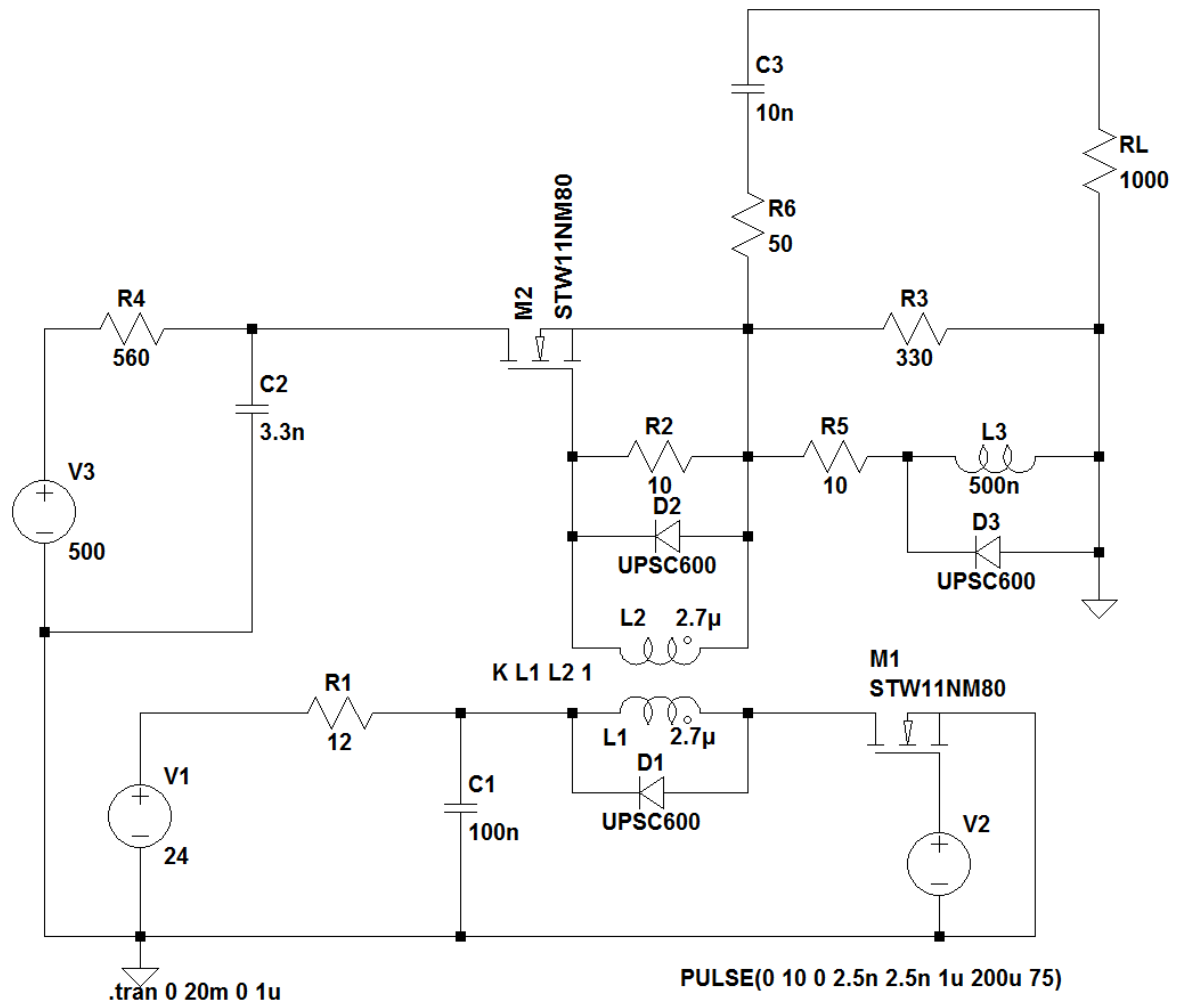 C3
10n
RL
1000
R6
50
M2
STW11NM80
R4
560
R3
330
C2
3.3n
R2
10
R5
10
L3
500n
V3
500
D2
UPSC600
D3
UPSC600
L2
2.7µ
K L1 L2 1
M1
STW11NM80
R1
12
L1
2.7µ
D1
UPSC600
V1
24
C1
100n
V2
PULSE(0 10 0 2.5n 2.5n 1u 200u 75)
.tran 0 20m 0 1u